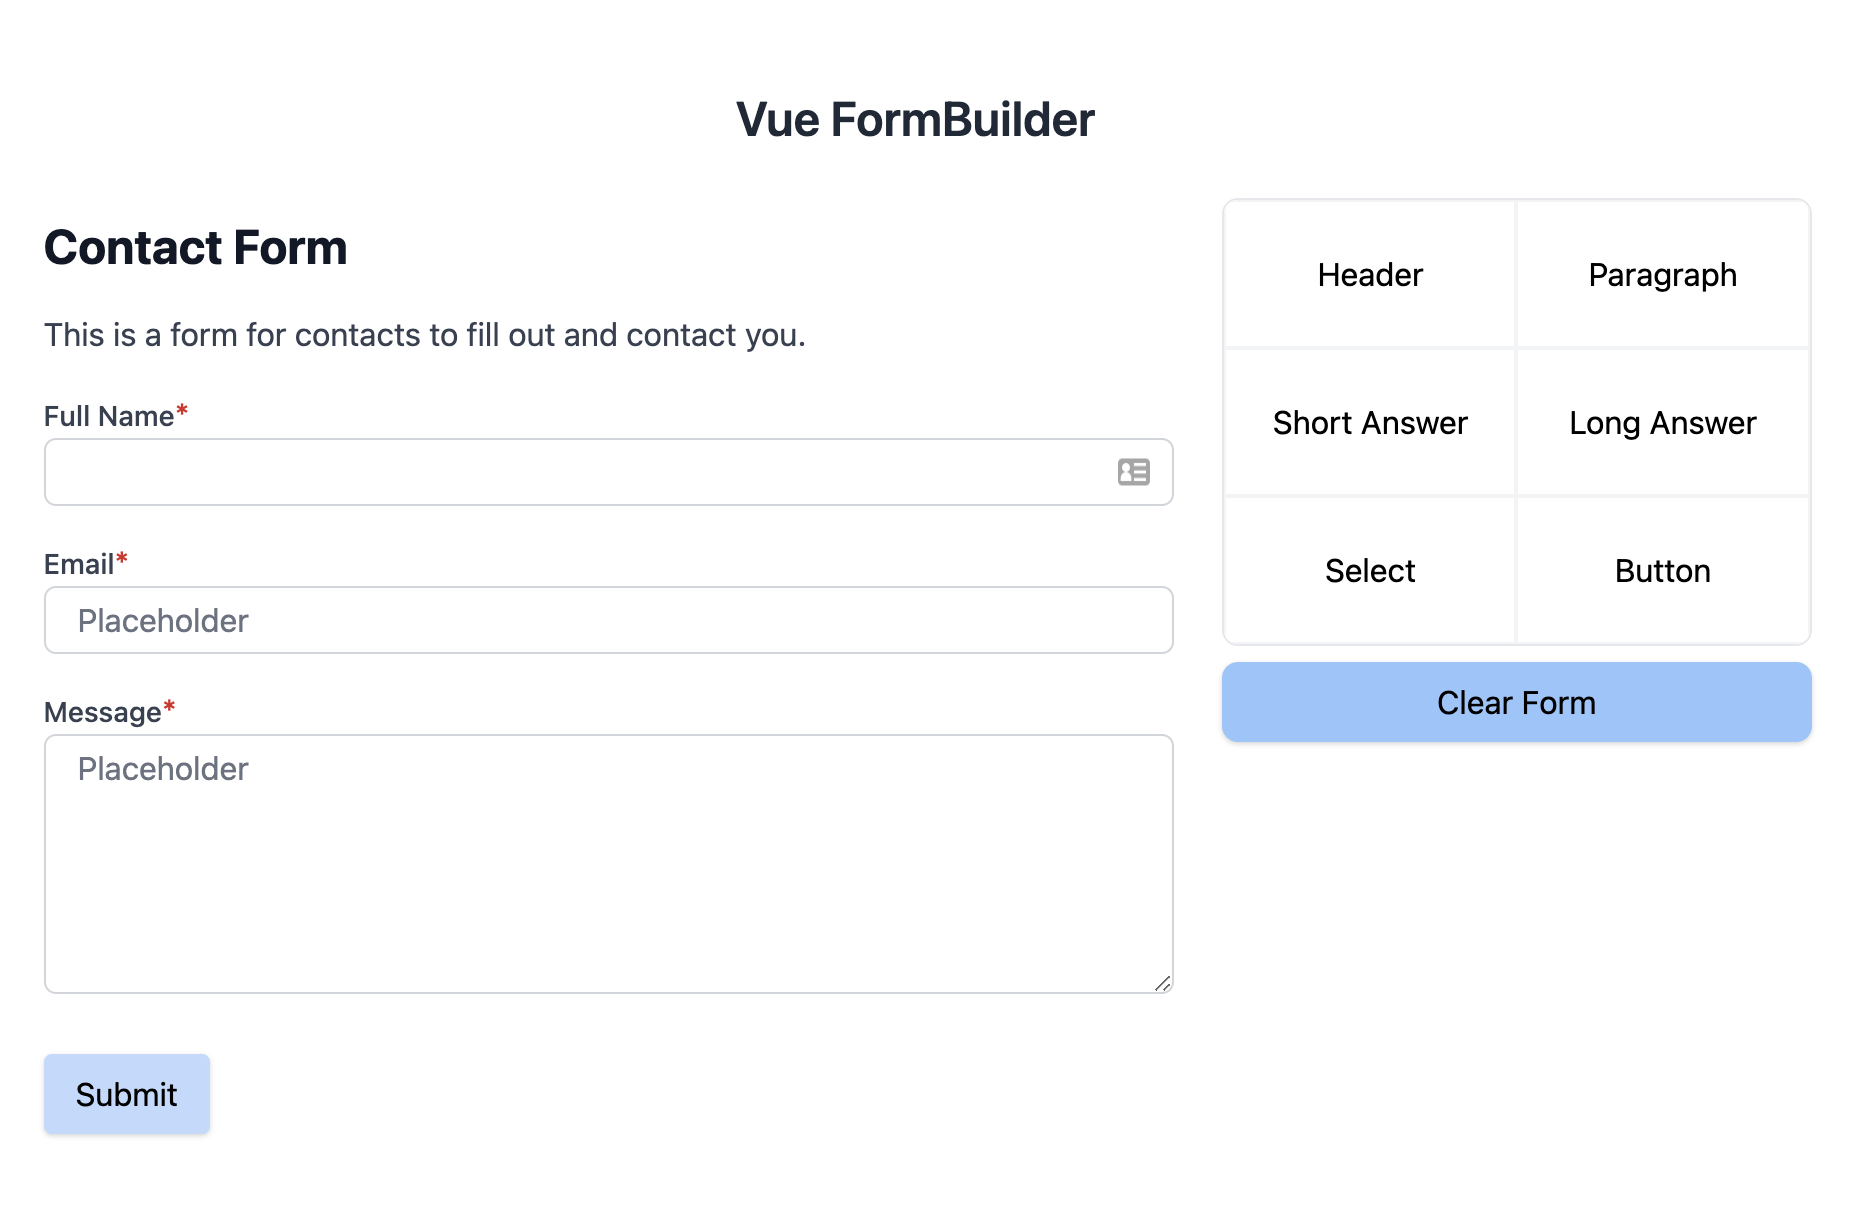 Vue FormBuilder
Contact Form
This is a form for contacts to fill out and contact you.
Full Name*
Email*
Placeholder
Message*
Placeholder
Submit
Header
Paragraph
Short Answer
Long Answer
Select
Button
Clear Form